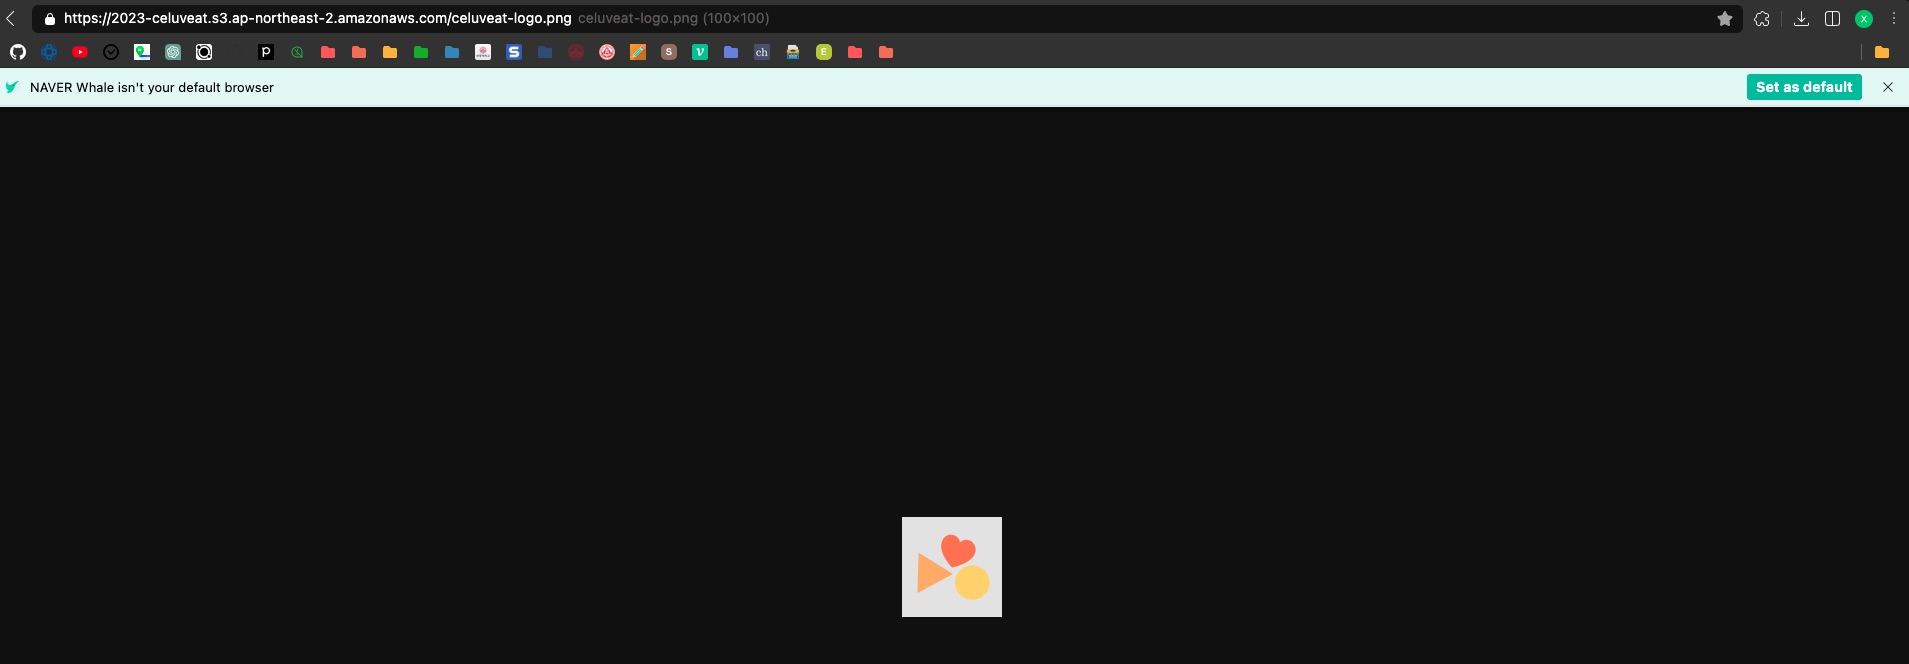 https://2023-celuveat.s3.ap-northeast-2.amazonaws.com/celuveat-logo.png celuveat-logo.png (100×100)
X
p
S
S
V
ch
E
NAVER Whale isn't your default browser
Set as default